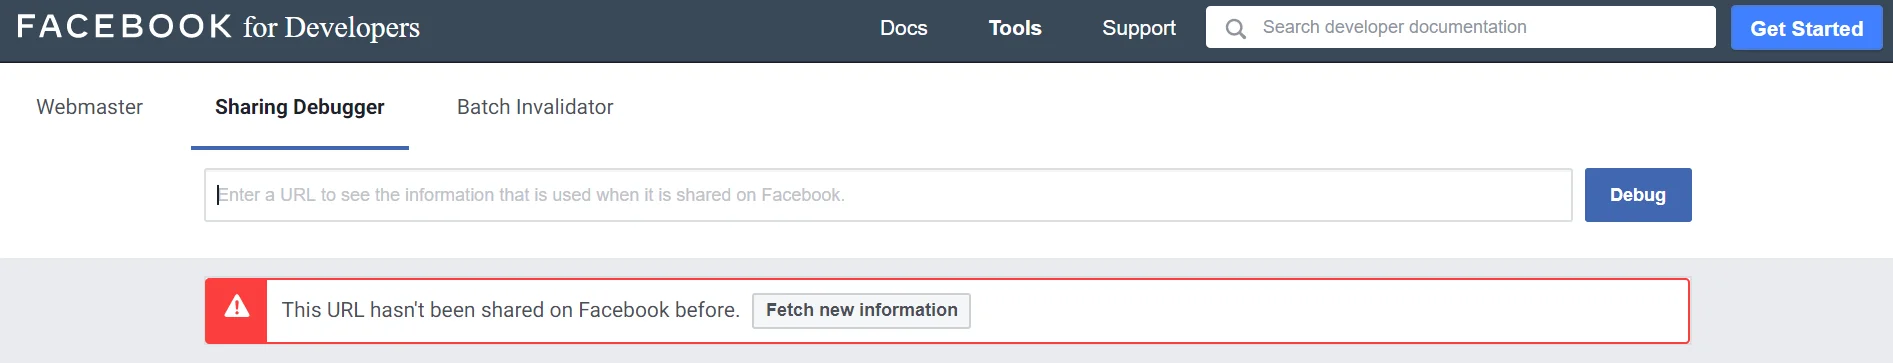 FACEBOOK for Developers
Docs
Tools
Support
Search developer documentation
Get Started
Webmaster
Sharing Debugger
Batch Invalidator
Enter a URL to see the information that is used when it is shared on Facebook.
Debug
This URL hasn't been shared on Facebook before.
Fetch new information